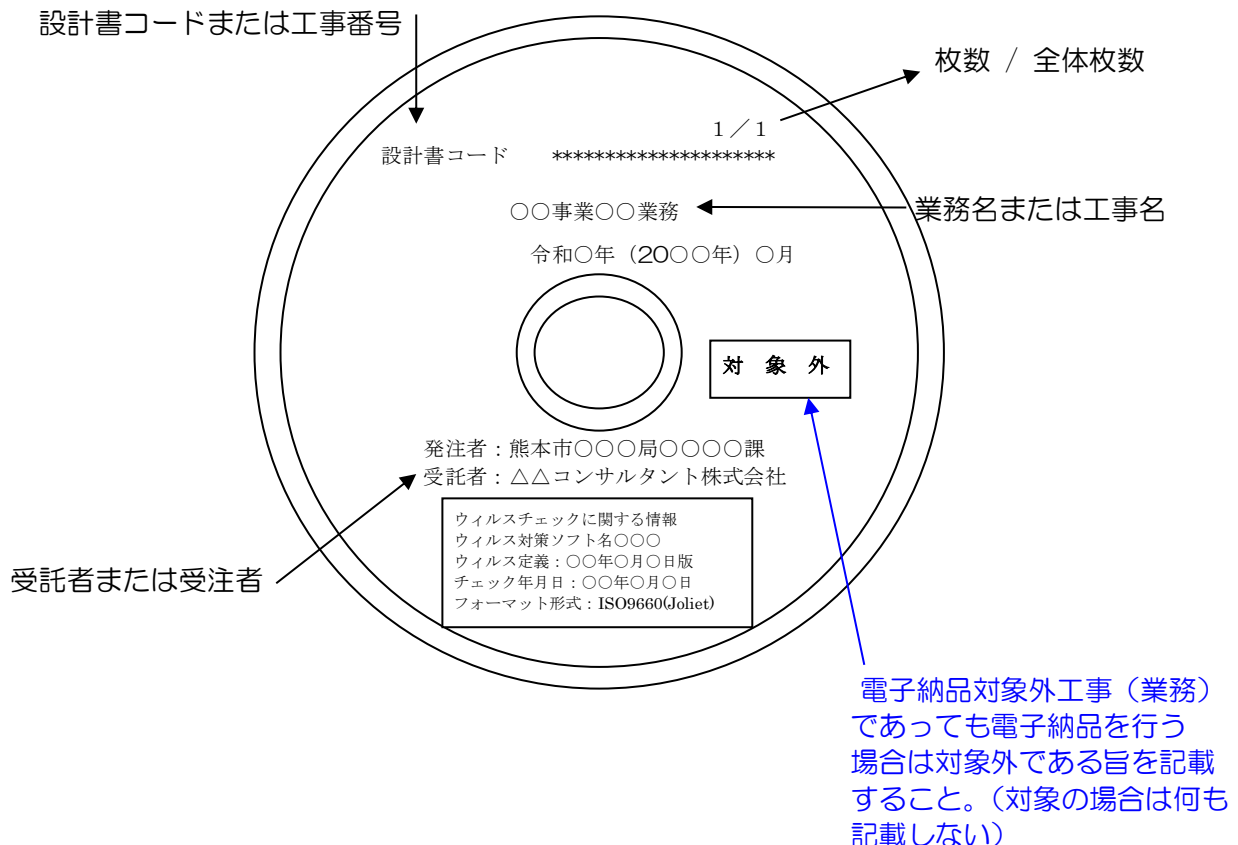 設計書コードまたは工事番号
枚数 / 全体枚数
1／1
設計書コード *********************
○○事業○○業務
業務名または工事名
令和○年（20○○年）○月
対 象 外
発注者：熊本市○○○局○○○○課
受託者：△△コンサルタント株式会社
ウィルスチェックに関する情報
ウィルス対策ソフト名○○○
ウィルス定義：○○年○月○日版
チェック年月日：○○年○月○日
フォーマット形式：ISO9660(Joliet)
受託者または受注者
電子納品対象外工事（業務）
であっても電子納品を行う
場合は対象外である旨を記載
すること。（対象の場合は何も
記載しない）